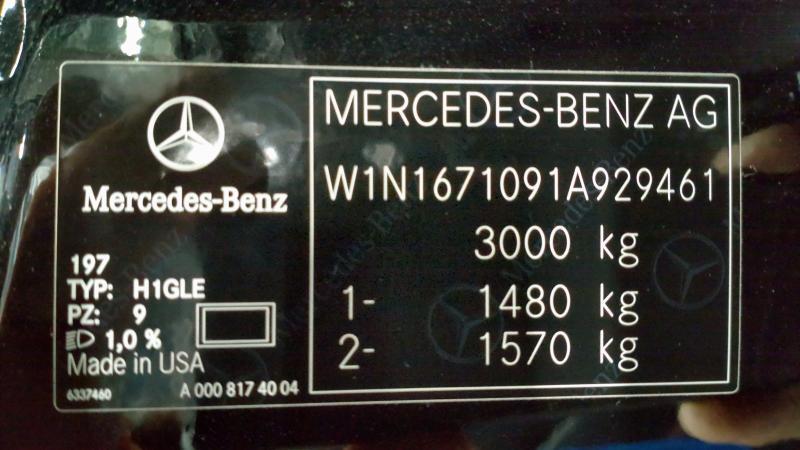 Mercedes-Benz
197
TYP: H1GLE
PZ: 9
1,0 %
Made in USA
6337460
A 000 817 40 04
MERCEDES-BENZ AG
W1N1671091A929461
3000 kg
1- 1480 kg
2- 1570 kg